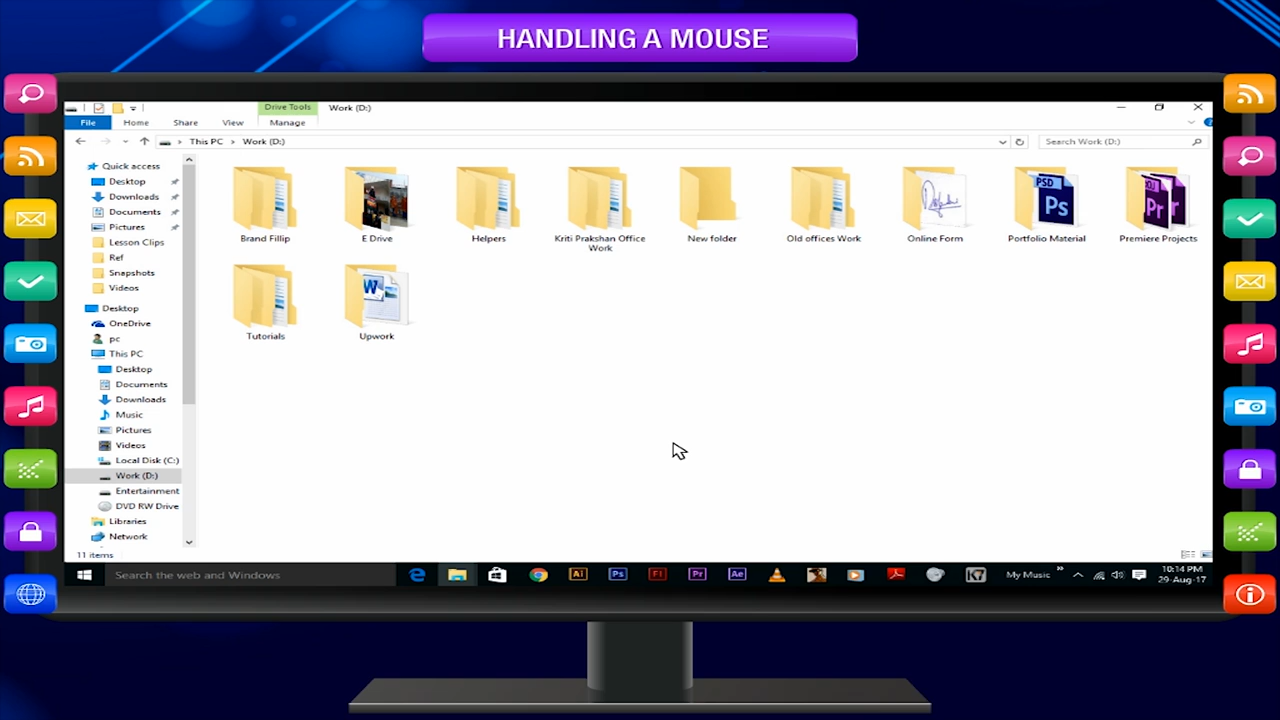 HANDLING A MOUSE
Drive Tools
Work (D:)
File
Home
Share
View
Manage
This PC > Work (D:)
Search Work (D:)
Quick access
Desktop
Downloads
Documents
Pictures
Lesson Clips
Ref
Snapshots
Videos
Desktop
OneDrive
pc
This PC
Desktop
Documents
Downloads
Music
Pictures
Videos
Local Disk (C:)
Work (D:)
Entertainment
DVD RW Drive
Libraries
Network
Brand Fillip
E Drive
Helpers
Kriti Prakshan Office
Work
New folder
Old offices Work
Online Form
PSD
Ps
Portfolio Material
Pr
Premiere Projects
Tutorials
W
Upwork
11 items
Search the web and Windows
Ai
Ps
Fl
Pr
Ae
K7
My Music
10:14 PM
29-Aug-17